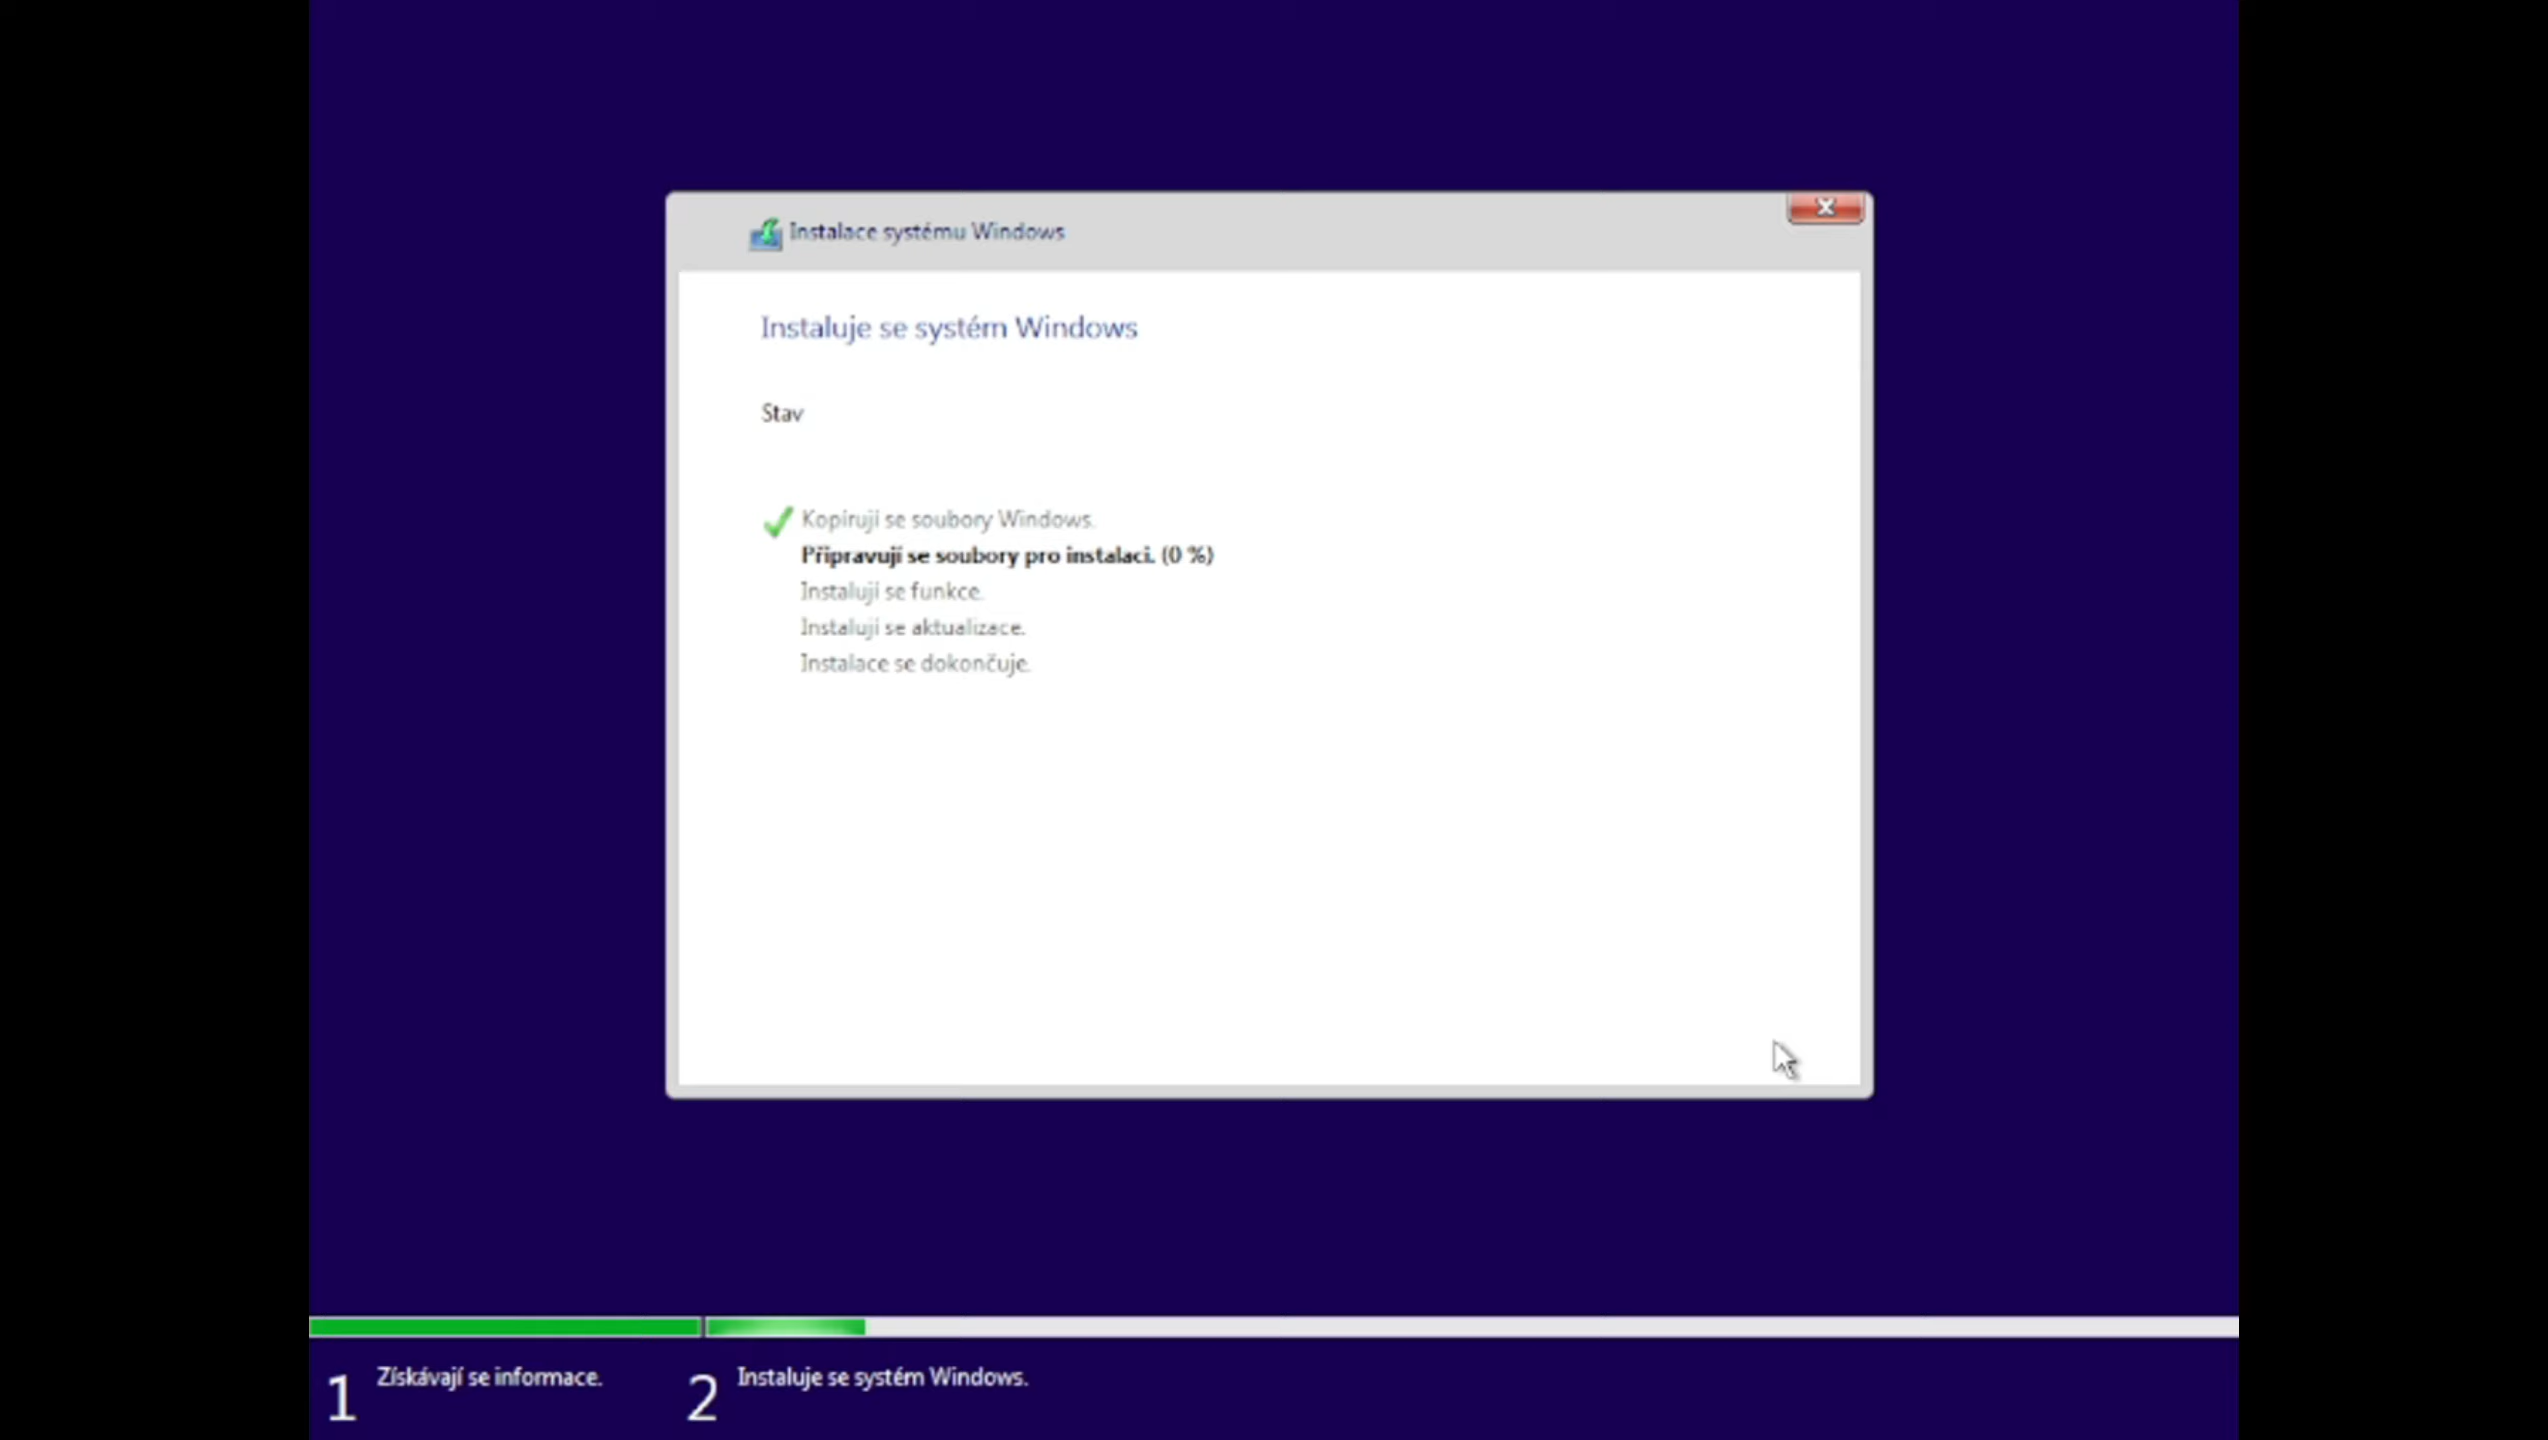 Instalace systému Windows
Instaluje se systém Windows
Stav
Kopírují se soubory Windows.
Připravují se soubory pro instalaci. (0 %)
Instalují se funkce.
Instalují se aktualizace.
Instalace se dokončuje.
1 Získávají se informace.
2 Instaluje se systém Windows.